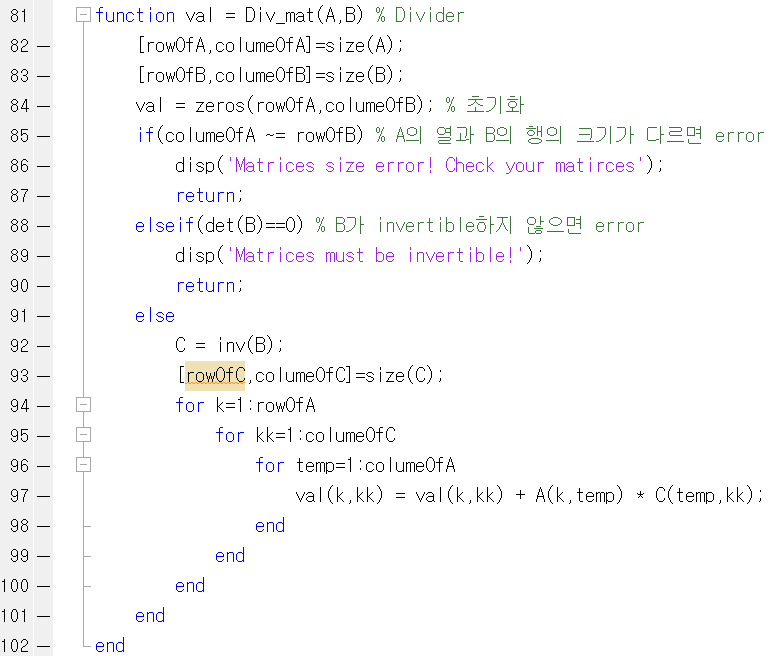 81 function val = Div_mat(A,B) % Divider
82 — [rowOfA,columeOfA]=size(A);
83 — [rowOfB,columeOfB]=size(B);
84 — val = zeros(rowOfA,columeOfB); % 초기화
85 — if(columeOfA ~= rowOfB) % A의 열과 B의 행의 크기가 다르면 error
86 — disp('Matrices size error! Check your matirces');
87 — return;
88 — elseif(det(B)==0) % B가 invertible하지 않으면 error
89 — disp('Matrices must be invertible!');
90 — return;
91 — else
92 — C = inv(B);
93 — [rowOfC,columeOfC]=size(C);
94 — for k=1:rowOfA
95 — for kk=1:columeOfC
96 — for temp=1:columeOfA
97 — val(k,kk) = val(k,kk) + A(k,temp) * C(temp,kk);
98 — end
99 — end
100 — end
101 — end
102 — end